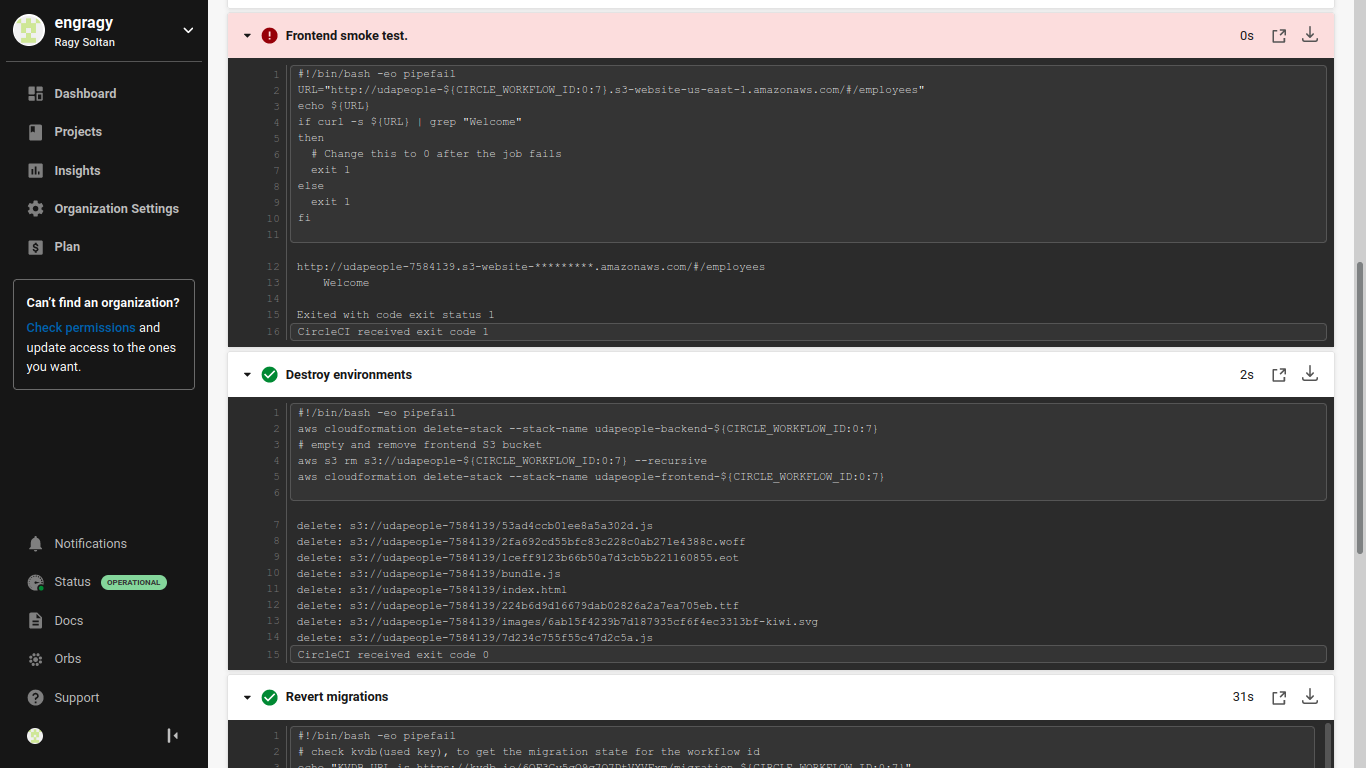 engragy
Ragy Soltan
Dashboard
Projects
Insights
Organization Settings
Plan
Can't find an organization?
Check permissions and
update access to the ones
you want.
Notifications
Status OPERATIONAL
Docs
Orbs
Support
Frontend smoke test. 0s
1 #!/bin/bash -eo pipefail
2 URL="http://udapeople-${CIRCLE_WORKFLOW_ID:0:7}.s3-website-us-east-1.amazonaws.com/#/employees"
3 echo ${URL}
4 if curl -s ${URL} | grep "Welcome"
5 then
6 # Change this to 0 after the job fails
7 exit 1
8 else
9 exit 1
10 fi
11
12 http://udapeople-7584139.s3-website-*********.amazonaws.com/#/employees
13 Welcome
14
15 Exited with code exit status 1
16 CircleCI received exit code 1
Destroy environments 2s
1 #!/bin/bash -eo pipefail
2 aws cloudformation delete-stack --stack-name udapeople-backend-${CIRCLE_WORKFLOW_ID:0:7}
3 # empty and remove frontend S3 bucket
4 aws s3 rm s3://udapeople-${CIRCLE_WORKFLOW_ID:0:7} --recursive
5 aws cloudformation delete-stack --stack-name udapeople-frontend-${CIRCLE_WORKFLOW_ID:0:7}
6
7 delete: s3://udapeople-7584139/53ad4ccb01ee8a5a302d.js
8 delete: s3://udapeople-7584139/2fa692cd55bfc83c228c0ab271e4388c.woff
9 delete: s3://udapeople-7584139/1ceff9123b66b50a7d3cb5b221160855.eot
10 delete: s3://udapeople-7584139/bundle.js
11 delete: s3://udapeople-7584139/index.html
12 delete: s3://udapeople-7584139/224b6d9d16679dab02826a2a7ea705eb.ttf
13 delete: s3://udapeople-7584139/images/6ab15f4239b7d187935cf6f4ec3313bf-kiwi.svg
14 delete: s3://udapeople-7584139/7d234c755f55c47d2c5a.js
15 CircleCI received exit code 0
Revert migrations 31s
1 #!/bin/bash -eo pipefail
2 # check kvdb(used key), to get the migration state for the workflow id
3 echo "KVDB URL is